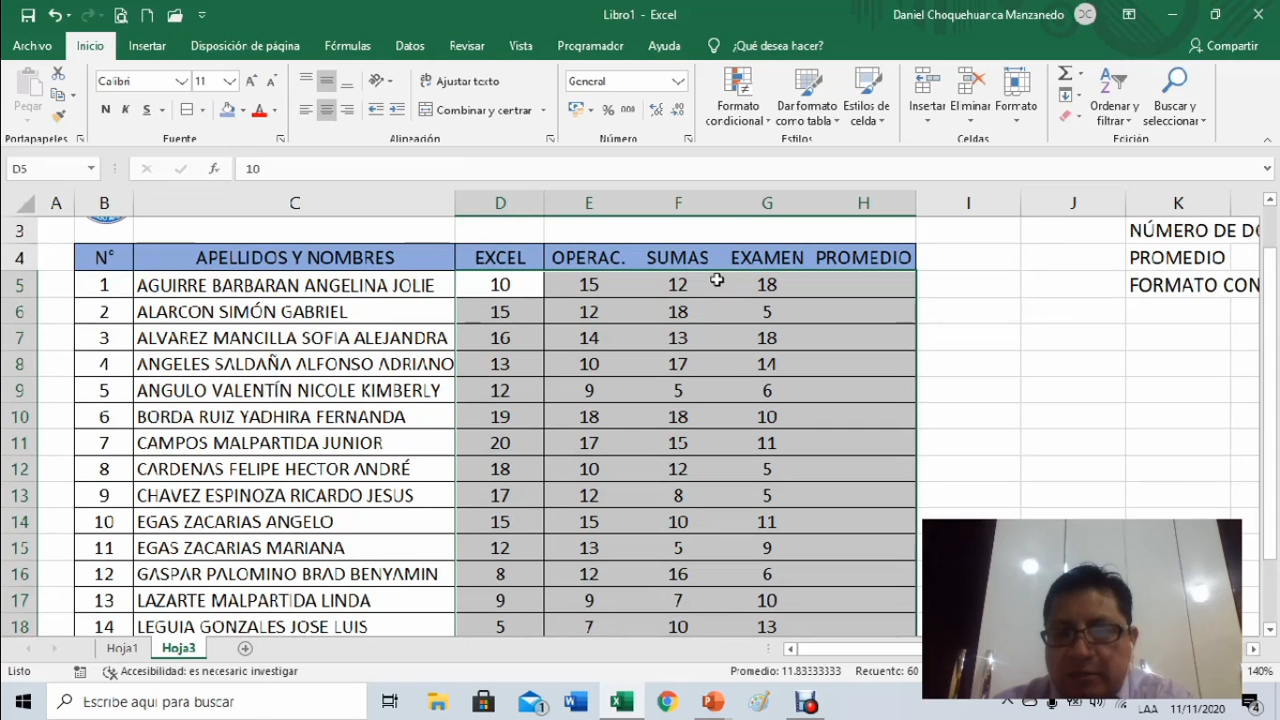 Libro1 - Excel
Daniel Choquehuanca Manzanedo DC
Archivo Inicio Insertar Disposición de página Fórmulas Datos Revisar Vista Programador Ayuda ¿Qué desea hacer? Compartir
Calibri 11 Ajustar texto General
Pegar N K S Combinar y centrar % 000 Formato condicional Dar formato como tabla Estilos de celda Insertar Eliminar Formato Ordenar y filtrar Buscar y seleccionar
Portapapeles Fuente Alineación Número Estilos Celdas Edición
D5 fx 10
A B C D E F G H I J K
3 NÚMERO DE
4 N° APELLIDOS Y NOMBRES EXCEL OPERAC. SUMAS EXAMEN PROMEDIO PROMEDIO
5 1 AGUIRRE BARBARAN ANGELINA JOLIE 10 15 12 18 FORMATO CON
6 2 ALARCON SIMÓN GABRIEL 15 12 18 5
7 3 ALVAREZ MANCILLA SOFIA ALEJANDRA 16 14 13 18
8 4 ANGELES SALDAÑA ALFONSO ADRIANO 13 10 17 14
9 5 ANGULO VALENTÍN NICOLE KIMBERLY 12 9 5 6
10 6 BORDA RUIZ YADHIRA FERNANDA 19 18 18 10
11 7 CAMPOS MALPARTIDA JUNIOR 20 17 15 11
12 8 CARDENAS FELIPE HECTOR ANDRÉ 18 10 12 5
13 9 CHAVEZ ESPINOZA RICARDO JESUS 17 12 8 5
14 10 EGAS ZACARIAS ANGELO 15 15 10 11
15 11 EGAS ZACARIAS MARIANA 12 13 5 9
16 12 GASPAR PALOMINO BRAD BENYAMIN 8 12 16 6
17 13 LAZARTE MALPARTIDA LINDA 9 9 7 10
18 14 LEGUIA GONZALES JOSE LUIS 5 7 10 13
Hoja1 Hoja3
Listo Accesibilidad: es necesario investigar Promedio: 11.83333333 Recuento: 60 140%
Escribe aquí para buscar LAA 11/11/2020